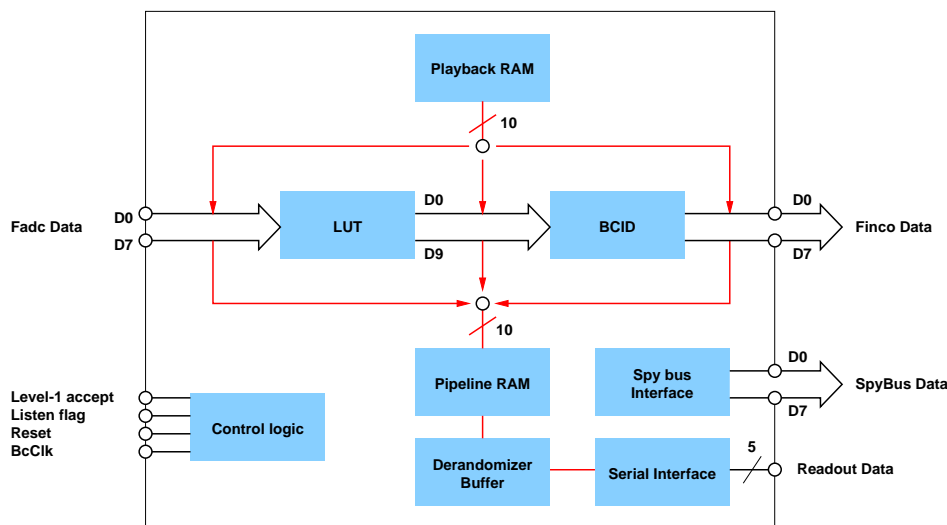 Playback RAM
10
D0
D0
D0
Fadc Data
LUT
BCID
Finco Data
D7
D9
D7
10
Pipeline RAM
Spy bus
Interface
D0
SpyBus Data
D7
Level-1 accept
Listen flag
Reset
BcClk
Control logic
Derandomizer
Buffer
Serial Interface
5
Readout Data